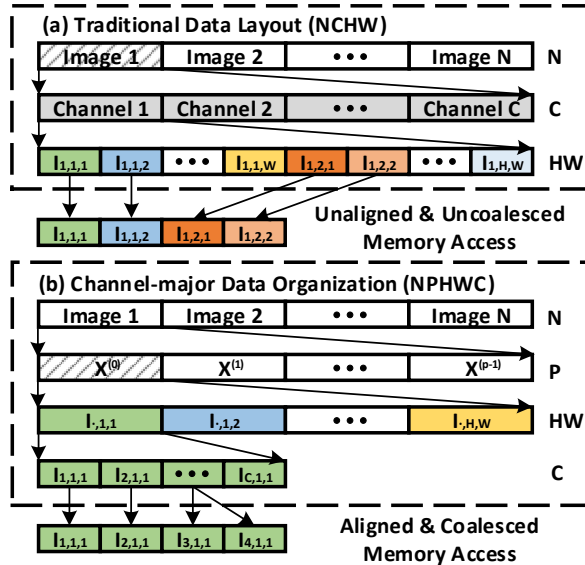 (a) Traditional Data Layout (NCHW)
Image 1 Image 2 ••• Image N N
Channel 1 Channel 2 ••• Channel C C
I1,1,1 I1,1,2 ••• I1,1,W I1,2,1 I1,2,2 ••• I1,H,W HW
I1,1,1 I1,1,2 I1,2,1 I1,2,2
Unaligned & Uncoalesced
Memory Access
(b) Channel-major Data Organization (NPHWC)
Image 1 Image 2 ••• Image N N
X(0) X(1) ••• X(p-1) P
I·,1,1 I·,1,2 ••• I·,H,W HW
I1,1,1 I2,1,1 ••• IC,1,1 C
I1,1,1 I2,1,1 I3,1,1 I4,1,1
Aligned & Coalesced
Memory Access